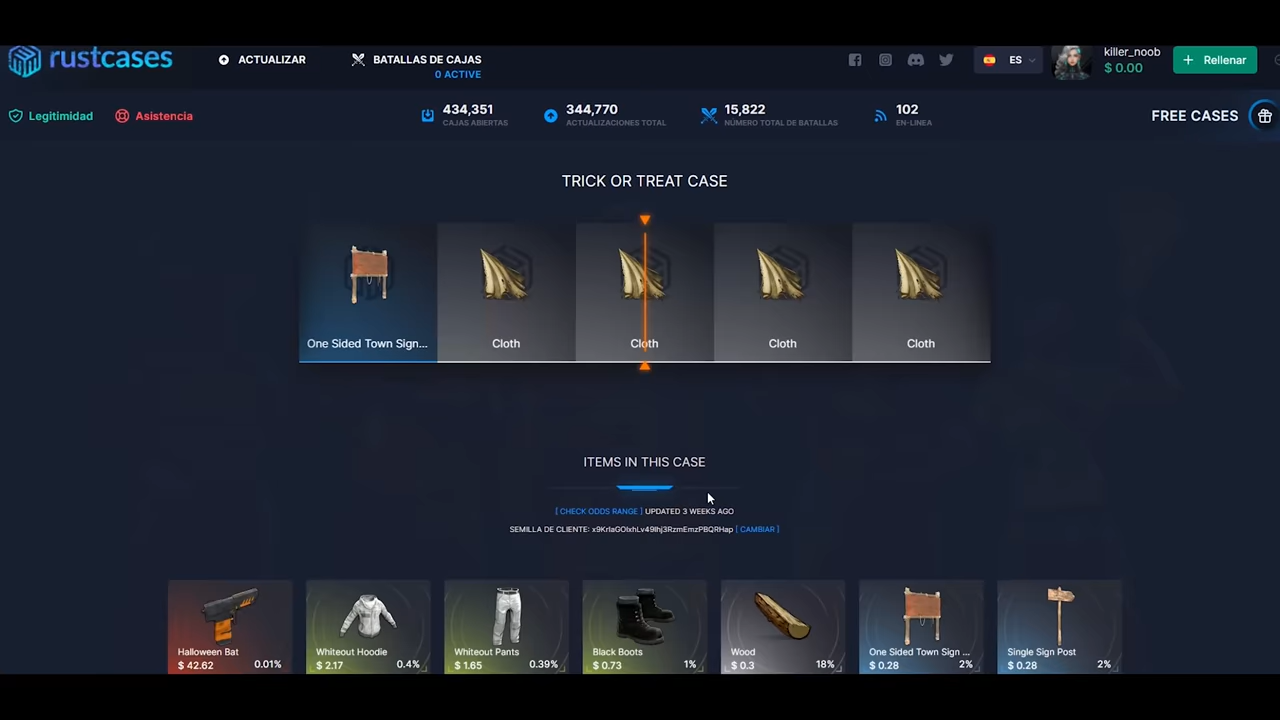 rustcases
ACTUALIZAR
BATALLAS DE CAJAS
0 ACTIVE
ES
killer_noob
$ 0.00
+ Rellenar
Legitimidad
Asistencia
434,351
CAJAS ABIERTAS
344,770
ACTUALIZACIONES TOTAL
15,822
NÚMERO TOTAL DE BATALLAS
102
EN-LINEA
FREE CASES
TRICK OR TREAT CASE
One Sided Town Sign...
Cloth
Cloth
Cloth
Cloth
ITEMS IN THIS CASE
[ CHECK ODDS RANGE ] UPDATED 3 WEEKS AGO
SEMILLA DE CLIENTE: [ CAMBIAR ]
Halloween Bat
$ 42.62 0.01%
Whiteout Hoodie
$ 2.17 0.4%
Whiteout Pants
$ 1.65 0.39%
Black Boots
$ 0.73 1%
Wood
$ 0.3 18%
One Sided Town Sign ...
$ 0.28 2%
Single Sign Post
$ 0.28 2%